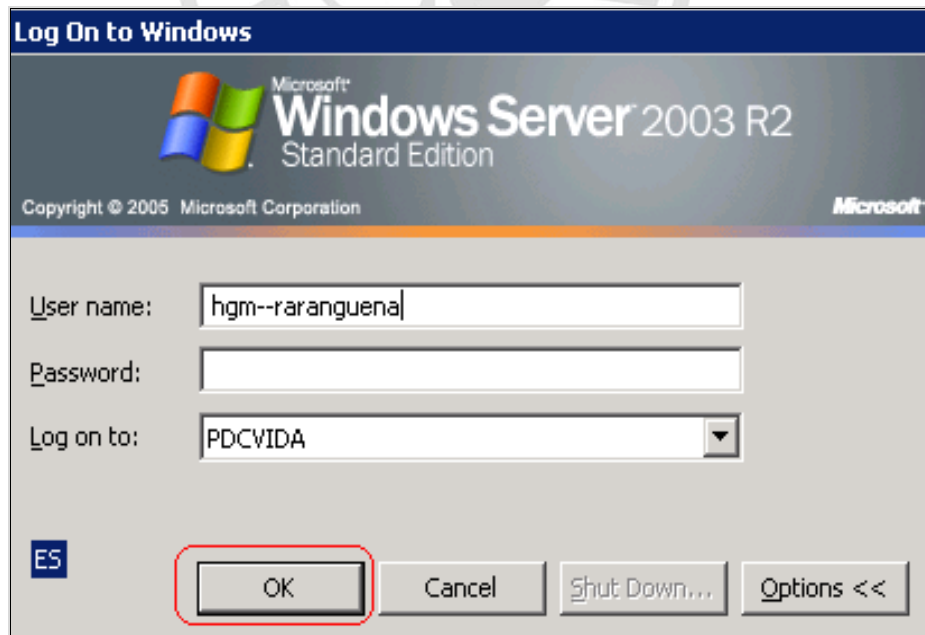 Log On to Windows
Microsoft
Windows Server 2003 R2
Standard Edition
Copyright © 2005 Microsoft Corporation
Microsoft
User name: hgm--raranguena
Password:
Log on to: PDCVIDA
ES
OK Cancel Shut Down... Options <<